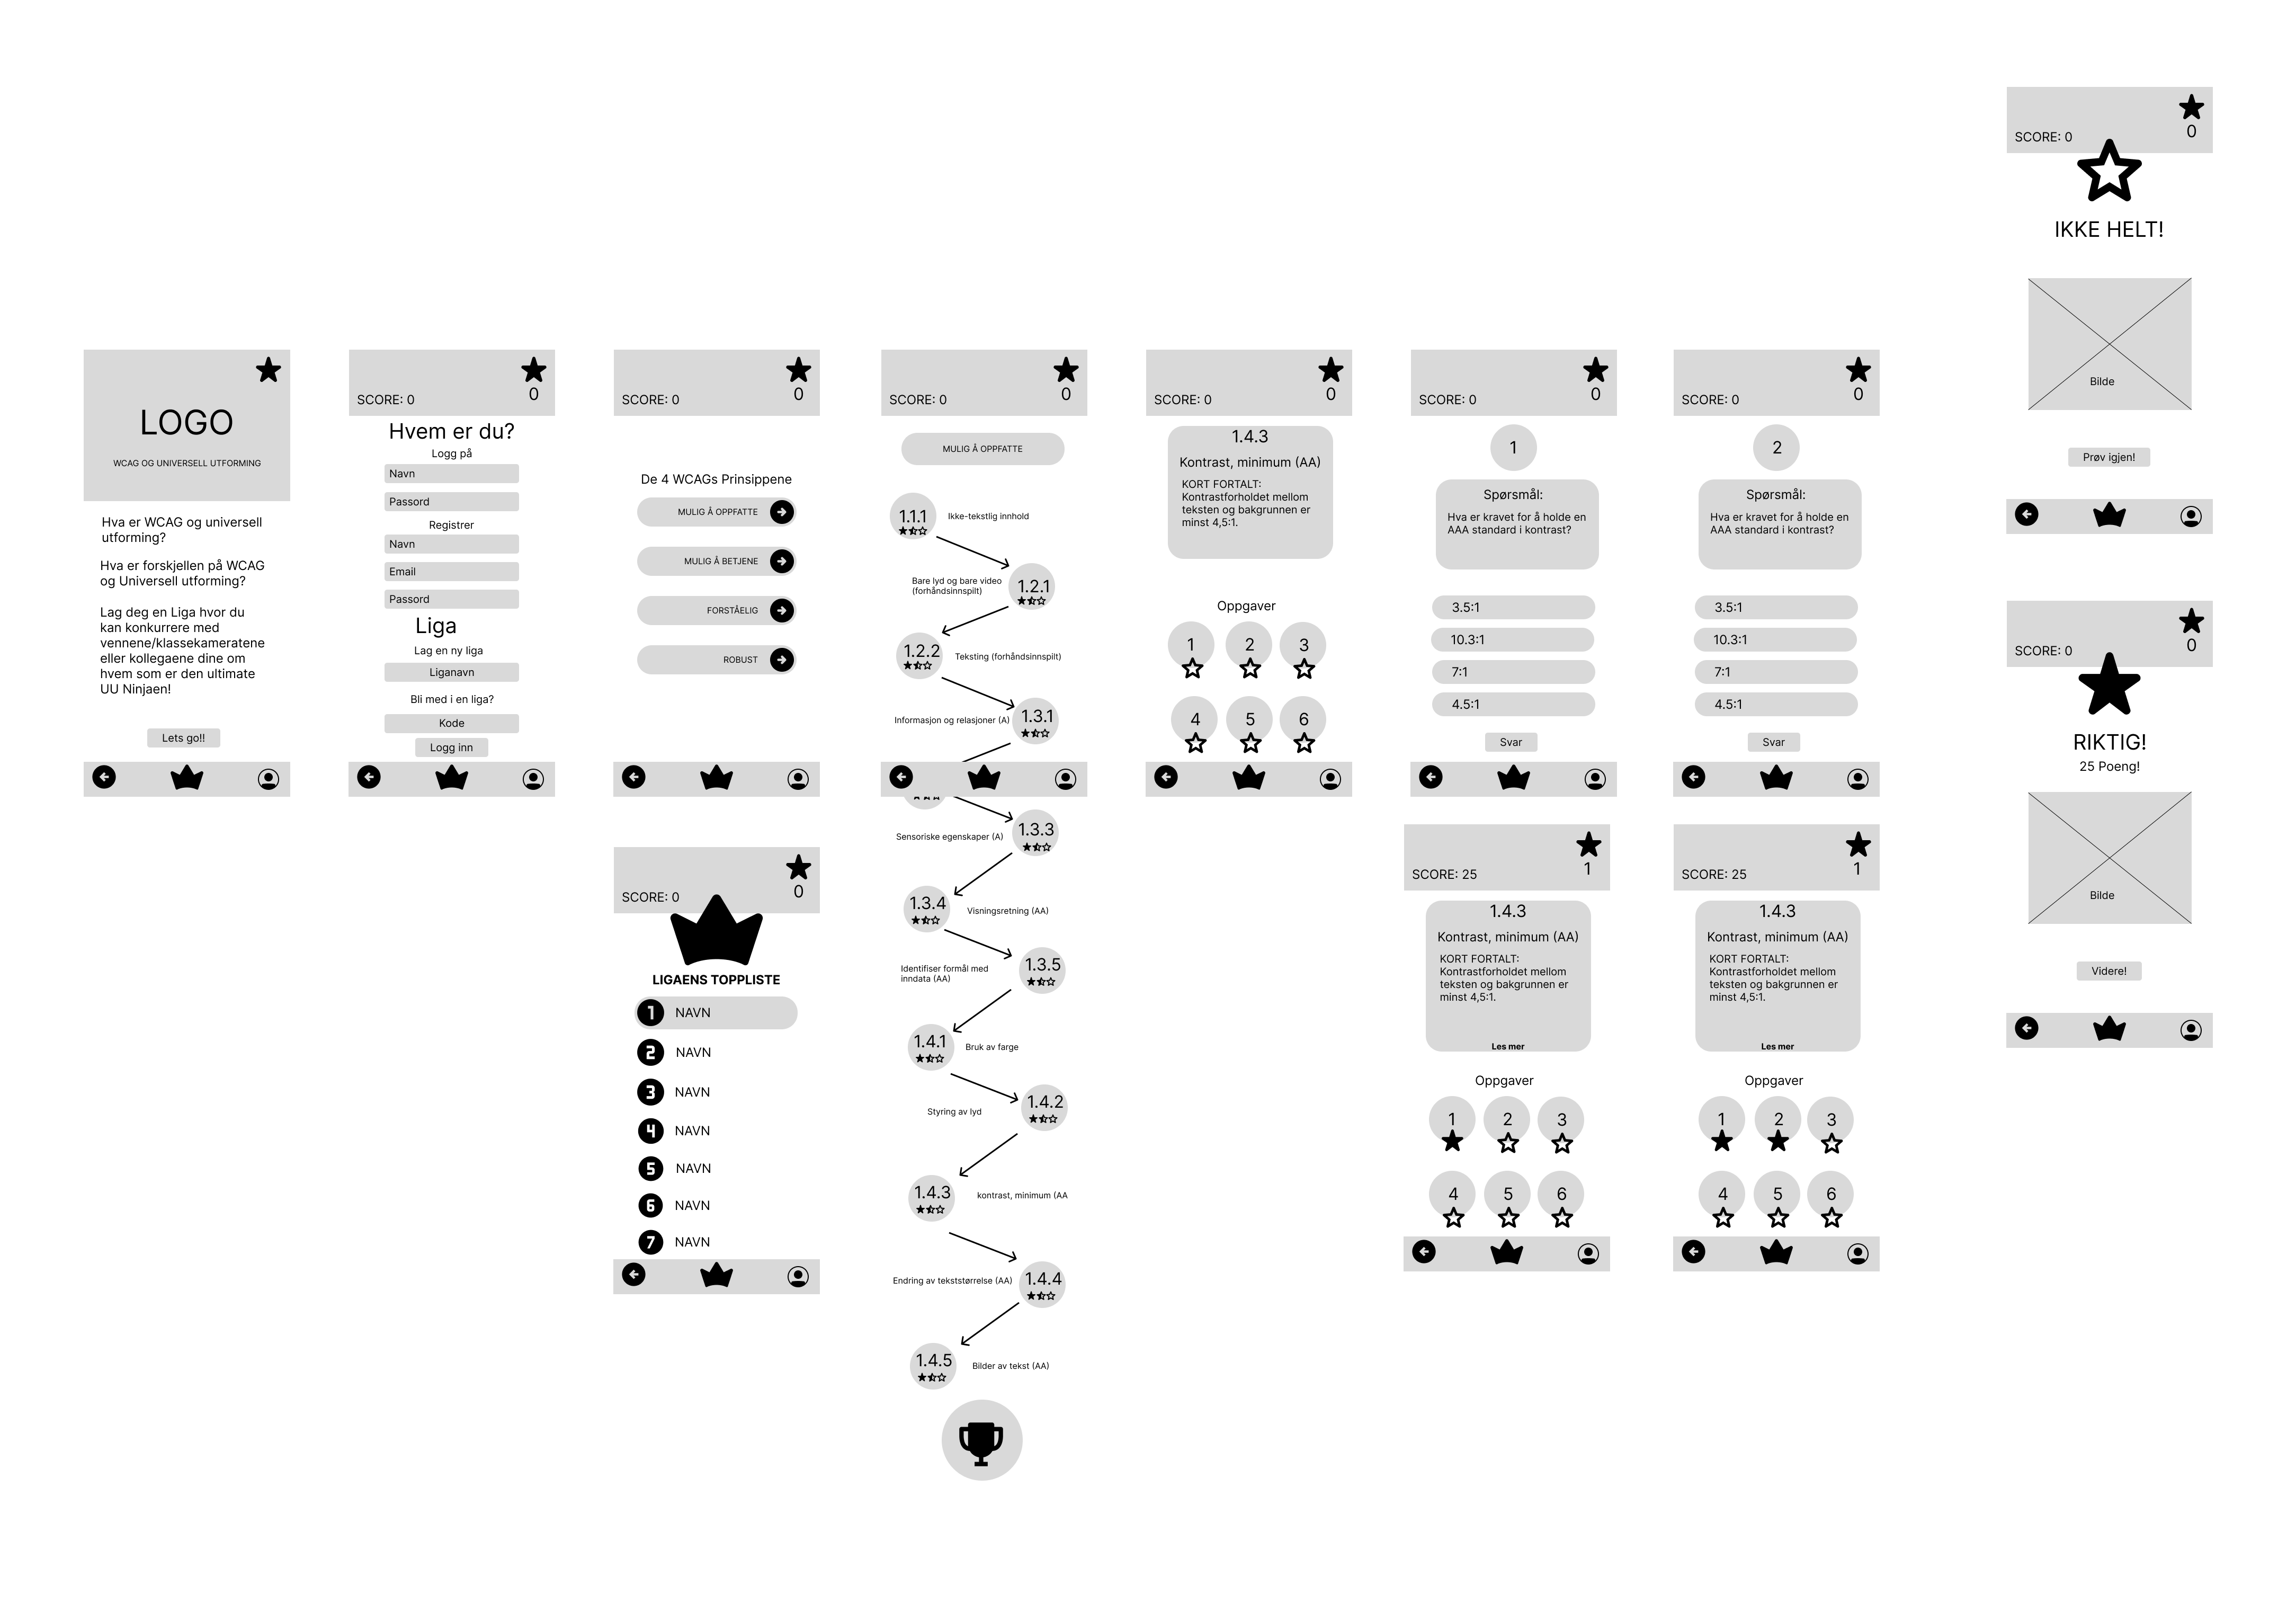 LOGO
WCAG OG UNIVERSELL UTFORMING
Hva er WCAG og universell
utforming?
Hva er forskjellen på WCAG
og Universell utforming?
Lag deg en Liga hvor du
kan konkurrere med
vennene/klassekameratene
eller kollegaene dine om
hvem som er den ultimate
UU Ninjaen!
Lets go!!
SCORE: 0
0
Hvem er du?
Logg på
Navn
Passord
Registrer
Navn
Email
Passord
Liga
Lag en ny liga
Liganavn
Bli med i en liga?
Kode
Logg inn
SCORE: 0
0
De 4 WCAGs Prinsippene
MULIG Å OPPFATTE
MULIG Å BETJENE
FORSTÅELIG
ROBUST
SCORE: 0
0
LIGAENS TOPPLISTE
1 NAVN
2 NAVN
3 NAVN
4 NAVN
5 NAVN
6 NAVN
7 NAVN
SCORE: 0
0
MULIG Å OPPFATTE
1.1.1
Ikke-tekstlig innhold
Bare lyd og bare video
(forhåndsinnspilt)
1.2.1
1.2.2
Teksting (forhåndsinnspilt)
Informasjon og relasjoner (A)
1.3.1
Sensoriske egenskaper (A)
1.3.3
1.3.4
Visningsretning (AA)
Identifiser formål med
inndata (AA)
1.3.5
1.4.1
Bruk av farge
Styring av lyd
1.4.2
1.4.3
kontrast, minimum (AA
Endring av tekststørrelse (AA)
1.4.4
1.4.5
Bilder av tekst (AA)
SCORE: 0
0
1.4.3
Kontrast, minimum (AA)
KORT FORTALT:
Kontrastforholdet mellom
teksten og bakgrunnen er
minst 4,5:1.
Oppgaver
1 2 3
4 5 6
SCORE: 0
0
1
Spørsmål:
Hva er kravet for å holde en
AAA standard i kontrast?
3.5:1
10.3:1
7:1
4.5:1
Svar
SCORE: 25
1
1.4.3
Kontrast, minimum (AA)
KORT FORTALT:
Kontrastforholdet mellom
teksten og bakgrunnen er
minst 4,5:1.
Les mer
Oppgaver
1 2 3
4 5 6
SCORE: 0
0
2
Spørsmål:
Hva er kravet for å holde en
AAA standard i kontrast?
3.5:1
10.3:1
7:1
4.5:1
Svar
SCORE: 25
1
1.4.3
Kontrast, minimum (AA)
KORT FORTALT:
Kontrastforholdet mellom
teksten og bakgrunnen er
minst 4,5:1.
Les mer
Oppgaver
1 2 3
4 5 6
SCORE: 0
0
IKKE HELT!
Bilde
Prøv igjen!
SCORE: 0
0
RIKTIG!
25 Poeng!
Bilde
Videre!